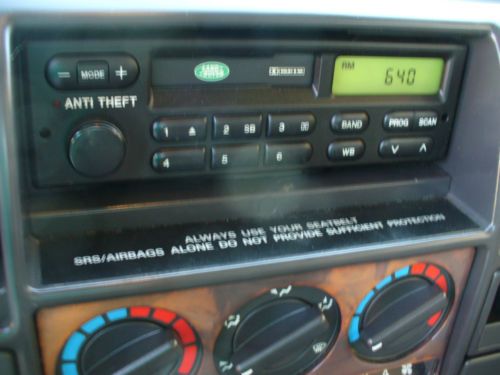 MODE
LAND ROVER
AM 640
ANTI THEFT
1 2 SB 3 BAND PROG SCAN
4 5 6 WB
ALWAYS USE YOUR SEATBELT
SRS/AIRBAGS ALONE DO NOT PROVIDE SUFFICIENT PROTECTION